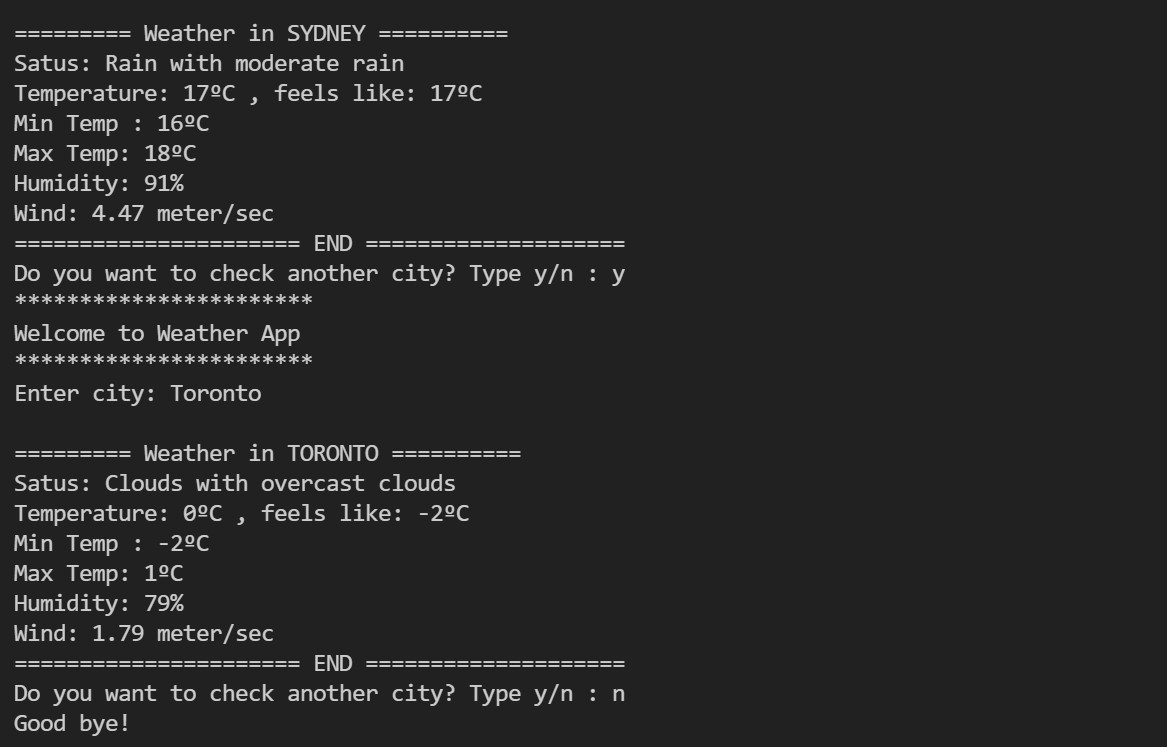 ========= Weather in SYDNEY ==========
Satus: Rain with moderate rain
Temperature: 17ºC , feels like: 17ºC
Min Temp : 16ºC
Max Temp: 18ºC
Humidity: 91%
Wind: 4.47 meter/sec
====================== END ====================
Do you want to check another city? Type y/n : y
***********************
Welcome to Weather App
***********************
Enter city: Toronto

========= Weather in TORONTO ==========
Satus: Clouds with overcast clouds
Temperature: 0ºC , feels like: -2ºC
Min Temp : -2ºC
Max Temp: 1ºC
Humidity: 79%
Wind: 1.79 meter/sec
====================== END ====================
Do you want to check another city? Type y/n : n
Good bye!